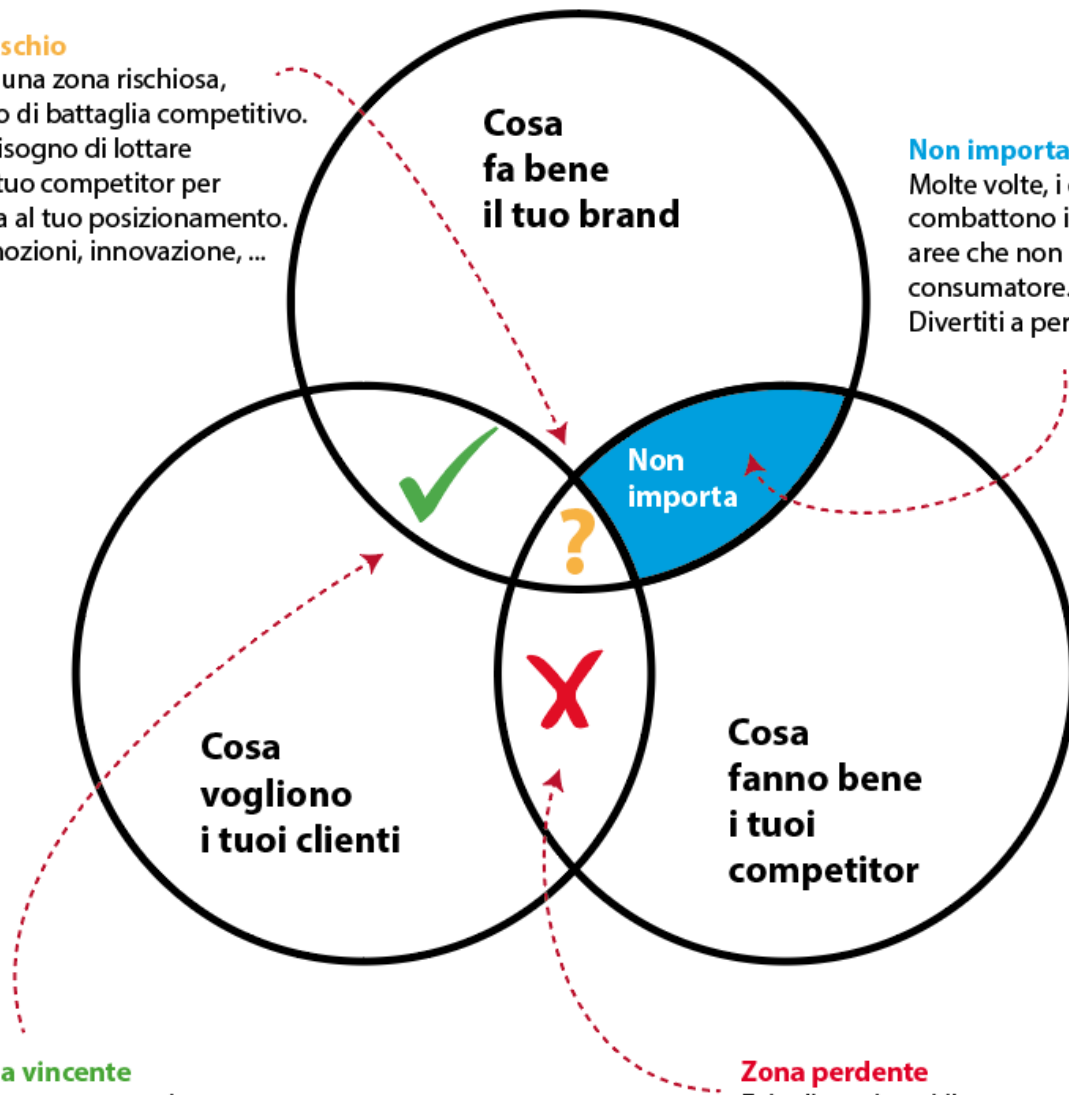 schio
una zona rischiosa,
di battaglia competitivo.
isogno di lottare
tuo competitor per
al tuo posizionamento.
nozioni, innovazione, ...
Cosa
fa bene
il tuo brand
Non importa
Molte volte, i
combattono i
aree che non
consumatore.
Divertiti a per
Non
importa
?
Cosa
vogliono
i tuoi clienti
Cosa
fanno bene
i tuoi
competitor
a vincente
Zona perdente